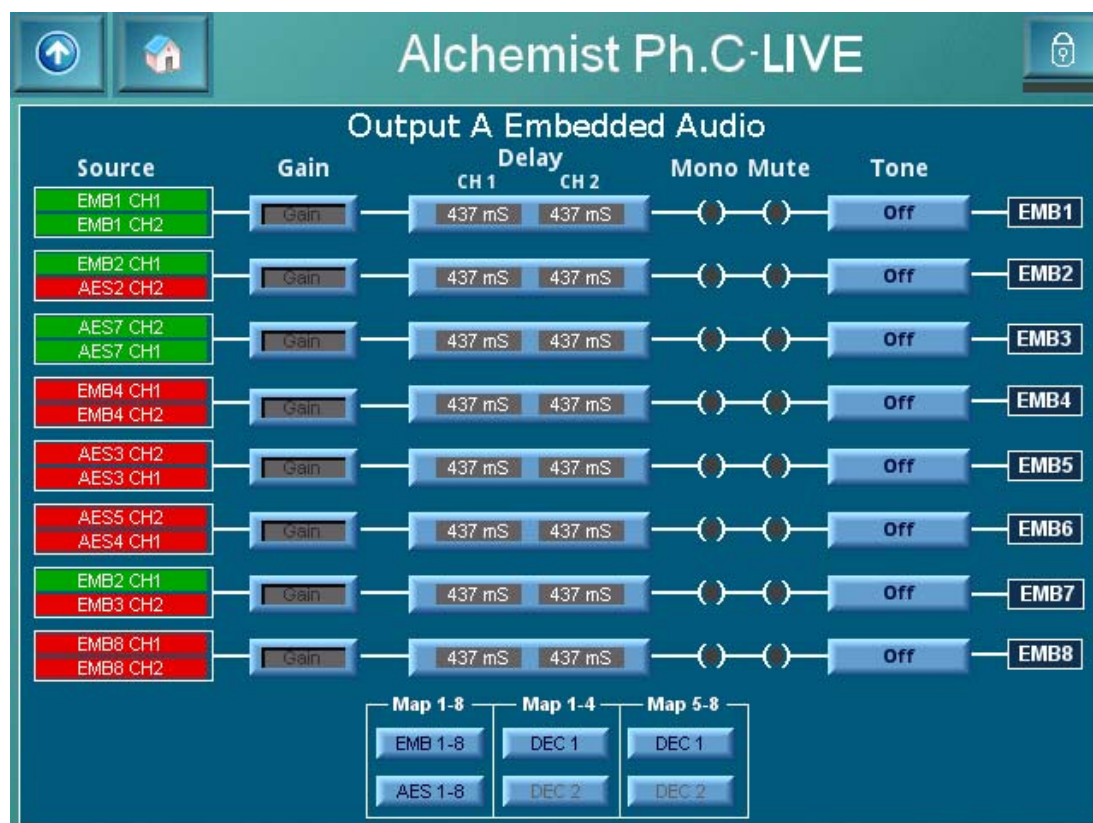 Alchemist Ph.C-LIVE
Output A Embedded Audio
Source Gain Delay Mono Mute Tone
CH 1 CH 2
EMB1 CH1
EMB1 CH2
Gain 437 mS 437 mS Off EMB1
EMB2 CH1
AES2 CH2
Gain 437 mS 437 mS Off EMB2
AES7 CH2
AES7 CH1
Gain 437 mS 437 mS Off EMB3
EMB4 CH1
EMB4 CH2
Gain 437 mS 437 mS Off EMB4
AES3 CH2
AES3 CH1
Gain 437 mS 437 mS Off EMB5
AES5 CH2
AES4 CH1
Gain 437 mS 437 mS Off EMB6
EMB2 CH1
EMB3 CH2
Gain 437 mS 437 mS Off EMB7
EMB8 CH1
EMB8 CH2
Gain 437 mS 437 mS Off EMB8
Map 1-8 Map 1-4 Map 5-8
EMB 1-8 DEC 1 DEC 1
AES 1-8 DEC 2 DEC 2